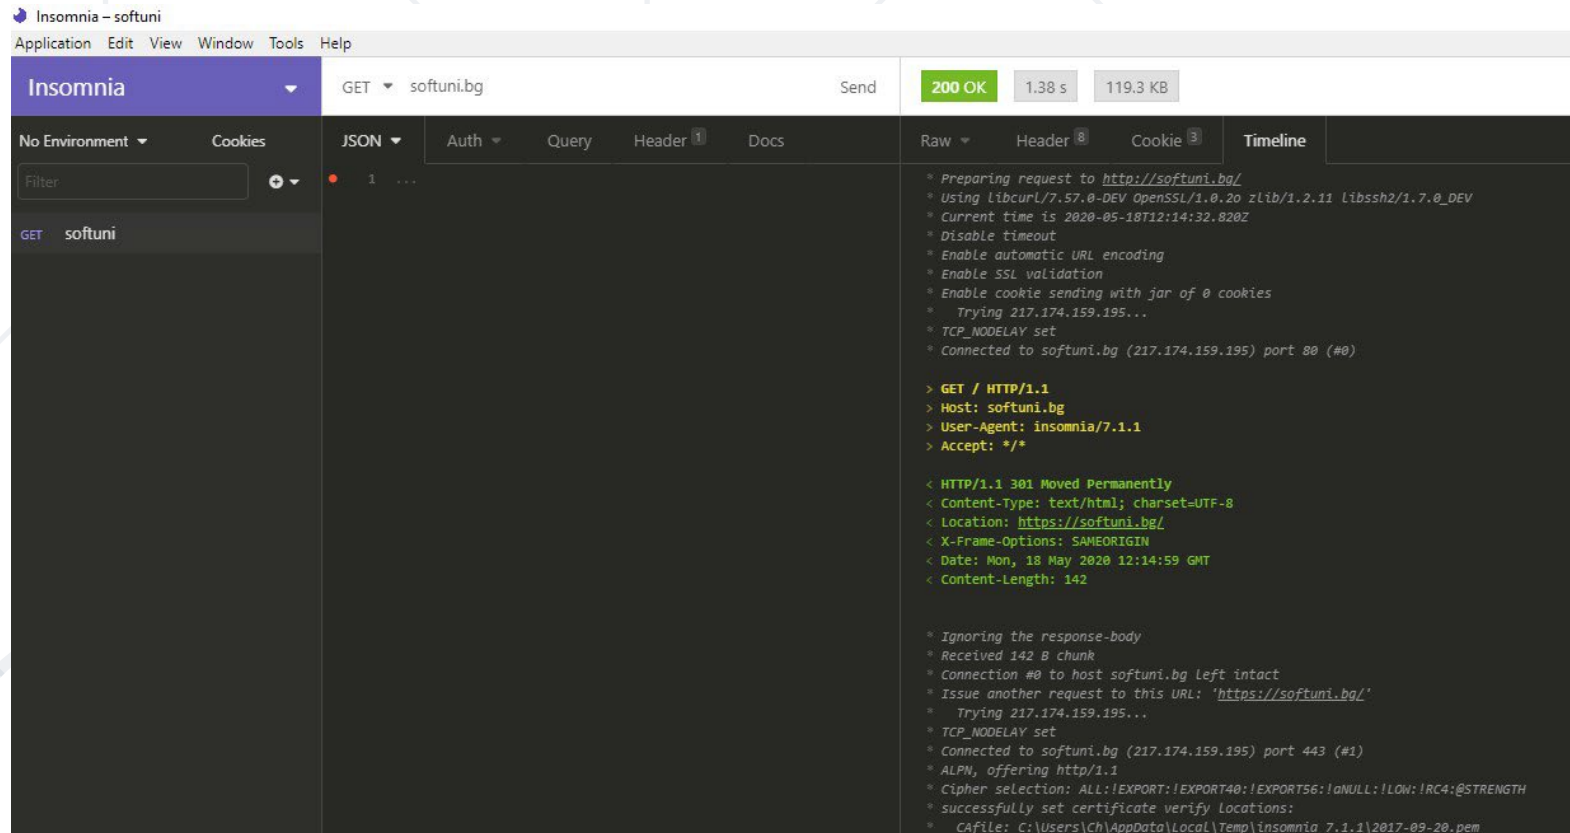 Insomnia – softuni
Application Edit View Window Tools Help
Insomnia
GET softuni.bg Send
200 OK 1.38 s 119.3 KB
No Environment Cookies
JSON Auth Query Header 1 Docs
Raw Header 8 Cookie 3 Timeline
Filter
GET softuni
1 ...
* Preparing request to http://softuni.bg/
* Using libcurl/7.57.0-DEV OpenSSL/1.0.2o zlib/1.2.11 libssh2/1.7.0_DEV
* Current time is 2020-05-18T12:14:32.820Z
* Disable timeout
* Enable automatic URL encoding
* Enable SSL validation
* Enable cookie sending with jar of 0 cookies
* Trying 217.174.159.195...
* TCP_NODELAY set
* Connected to softuni.bg (217.174.159.195) port 80 (#0)
> GET / HTTP/1.1
> Host: softuni.bg
> User-Agent: insomnia/7.1.1
> Accept: */*
< HTTP/1.1 301 Moved Permanently
< Content-Type: text/html; charset=UTF-8
< Location: https://softuni.bg/
< X-Frame-Options: SAMEORIGIN
< Date: Mon, 18 May 2020 12:14:59 GMT
< Content-Length: 142
* Ignoring the response-body
* Received 142 B chunk
* Connection #0 to host softuni.bg left intact
* Issue another request to this URL: 'https://softuni.bg/'
* Trying 217.174.159.195...
* TCP_NODELAY set
* Connected to softuni.bg (217.174.159.195) port 443 (#1)
* ALPN, offering http/1.1
* Cipher selection: ALL:!EXPORT:!EXPORT40:!EXPORT56:!aNULL:!LOW:!RC4:@STRENGTH
* successfully set certificate verify locations:
* CAfile: C:\Users\Ch\AppData\Local\Temp\insomnia_7.1.1\2017-09-20.pem